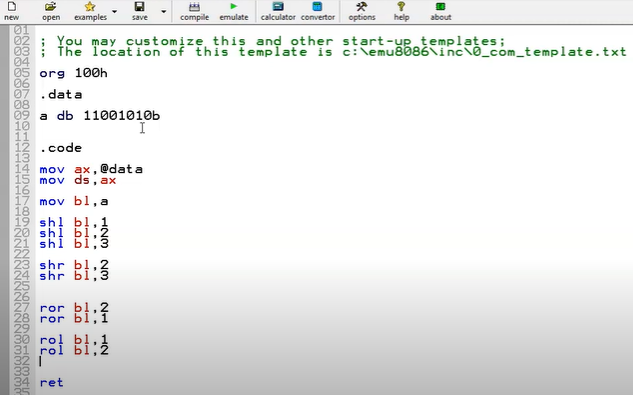 new open examples save compile emulate calculator convertor options help about
01
02 ; You may customize this and other start-up templates;
03 ; The location of this template is c:\emu8086\inc\0_com_template.txt
04
05 org 100h
06
07 .data
08
09 a db 11001010b
10
11
12 .code
13
14 mov ax,@data
15 mov ds,ax
16
17 mov bl,a
18
19 shl bl,1
20 shl bl,2
21 shl bl,3
22
23 shr bl,2
24 shr bl,3
25
26
27 ror bl,2
28 ror bl,1
29
30 rol bl,1
31 rol bl,2
32
33
34 ret
35